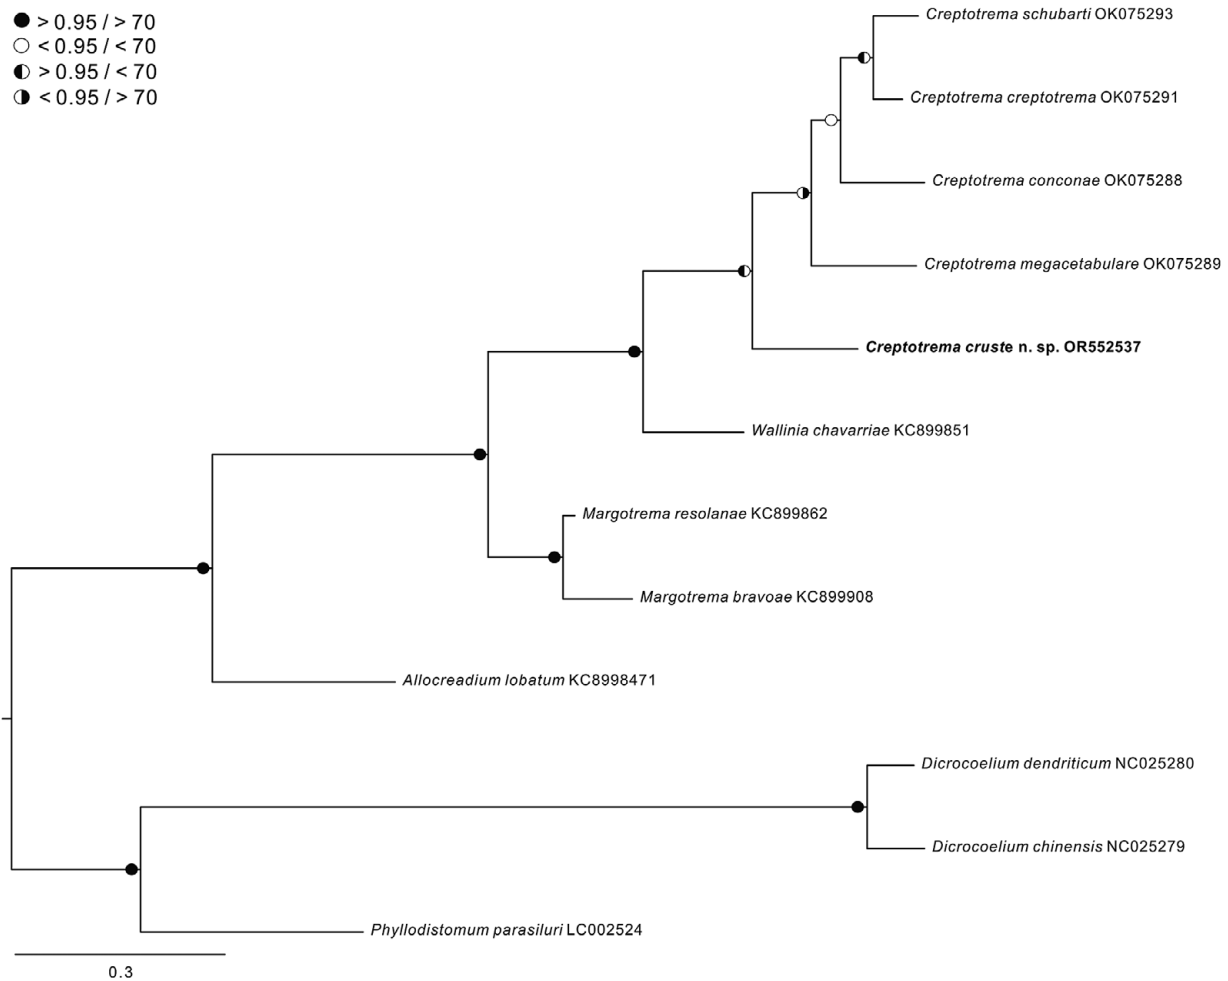 > 0.95 / > 70
< 0.95 / < 70
> 0.95 / < 70
< 0.95 / > 70
Creptotrema schubarti OK075293
Creptotrema creptotrema OK075291
Creptotrema conconae OK075288
Creptotrema megacetabulare OK075289
Creptotrema cruste n. sp. OR552537
Wallinia chavarriae KC899851
Margotrema resolanae KC899862
Margotrema bravoae KC899908
Allocreadium lobatum KC8998471
Dicrocoelium dendriticum NC025280
Dicrocoelium chinensis NC025279
Phyllodistomum parasiluri LC002524
0.3